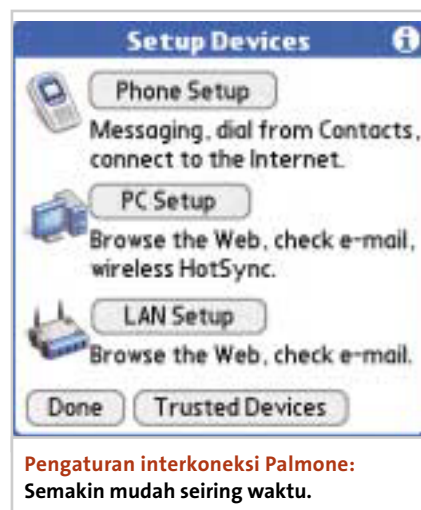 Setup Devices
Phone Setup
Messaging, dial from Contacts,
connect to the Internet.
PC Setup
Browse the Web, check e-mail,
wireless HotSync.
LAN Setup
Browse the Web, check e-mail.
Done Trusted Devices
Pengaturan interkoneksi Palmone:
Semakin mudah seiring waktu.